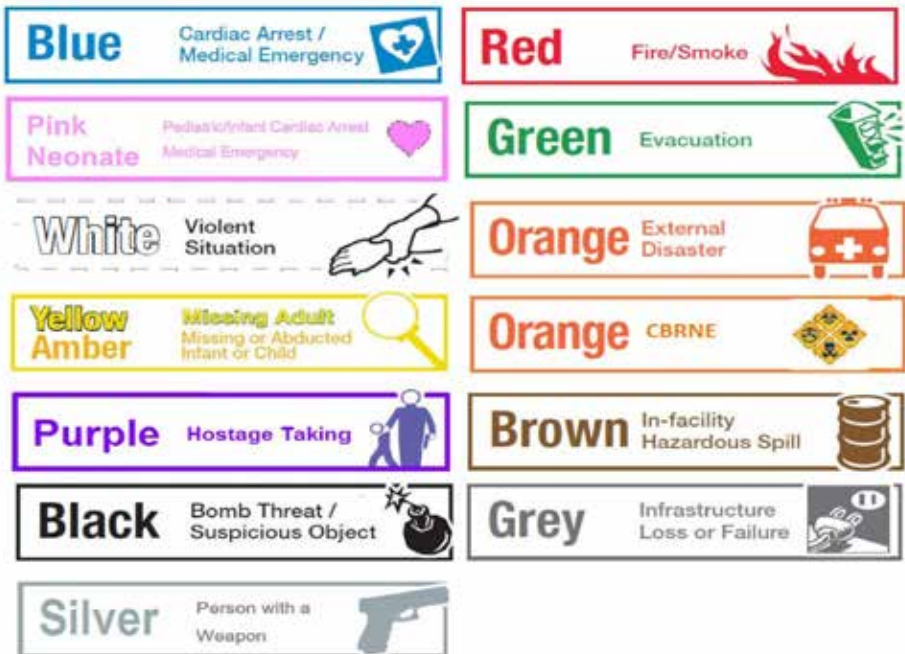 Blue
Cardiac Arrest /
Medical Emergency
Red
Fire/Smoke
Pink
Neonate
Pediatric/Infant Cardiac Arrest
Medical Emergency
Green
Evacuation
White
Violent
Situation
Orange
External
Disaster
Yellow
Amber
Missing Adult
Missing or Abducted
Infant or Child
Orange
CBRNE
Purple
Hostage Taking
Brown
In-facility
Hazardous Spill
Black
Bomb Threat /
Suspicious Object
Grey
Infrastructure
Loss or Failure
Silver
Person with a
Weapon